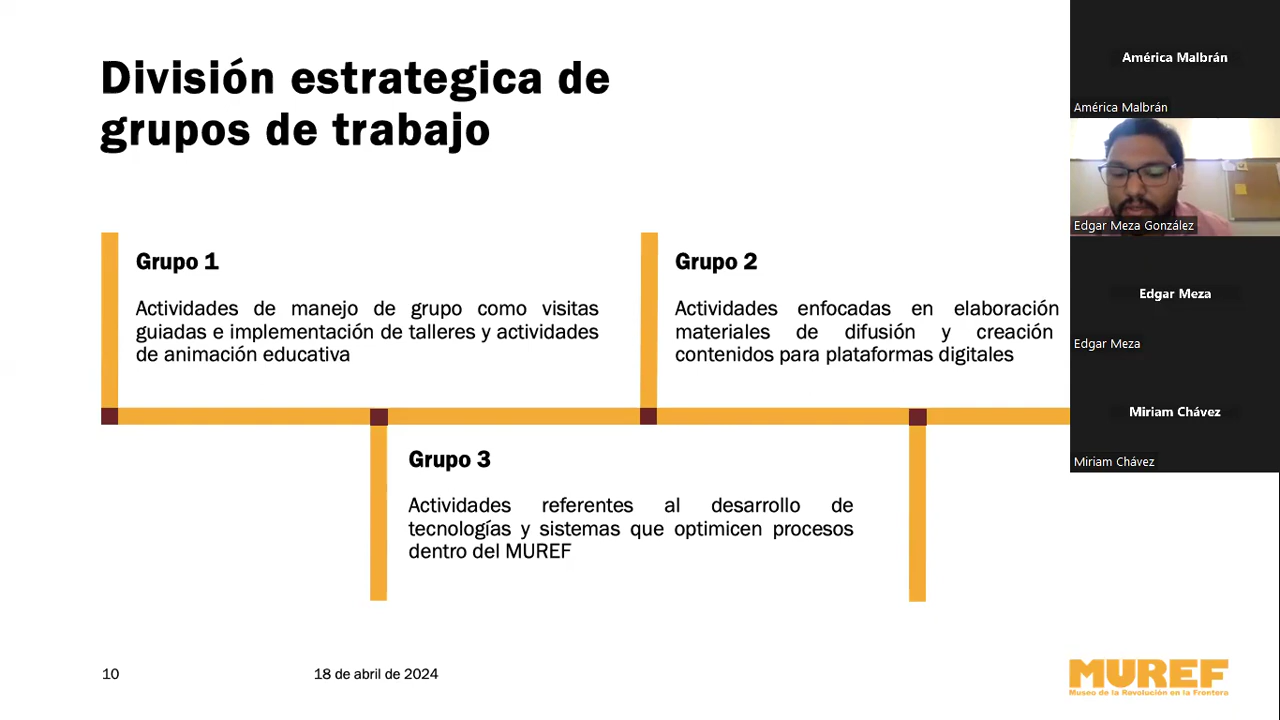 División estrategica de
grupos de trabajo
Grupo 1
Actividades de manejo de grupo como visitas
guiadas e implementación de talleres y actividades
de animación educativa
Grupo 2
Actividades enfocadas en elaboración
materiales de difusión y creación
contenidos para plataformas digitales
Grupo 3
Actividades referentes al desarrollo de
tecnologías y sistemas que optimicen procesos
dentro del MUREF
10
18 de abril de 2024
MUREF
Museo de la Revolución en la Frontera
América Malbrán
América Malbrán
Edgar Meza González
Edgar Meza
Edgar Meza
Miriam Chávez
Miriam Chávez